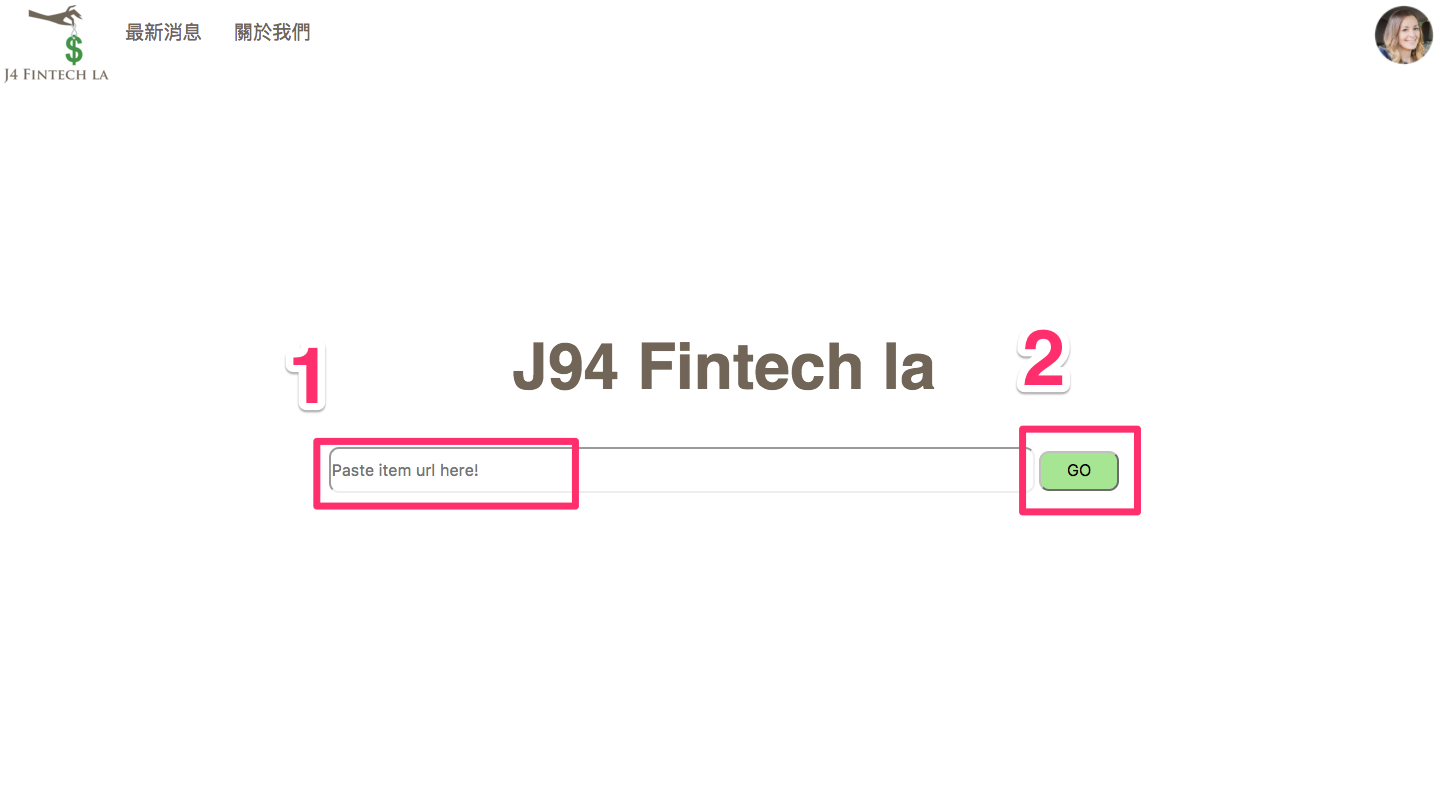 最新消息 關於我們
$
J4 FINTECH LA
J94 Fintech la
1
2
Paste item url here!
GO